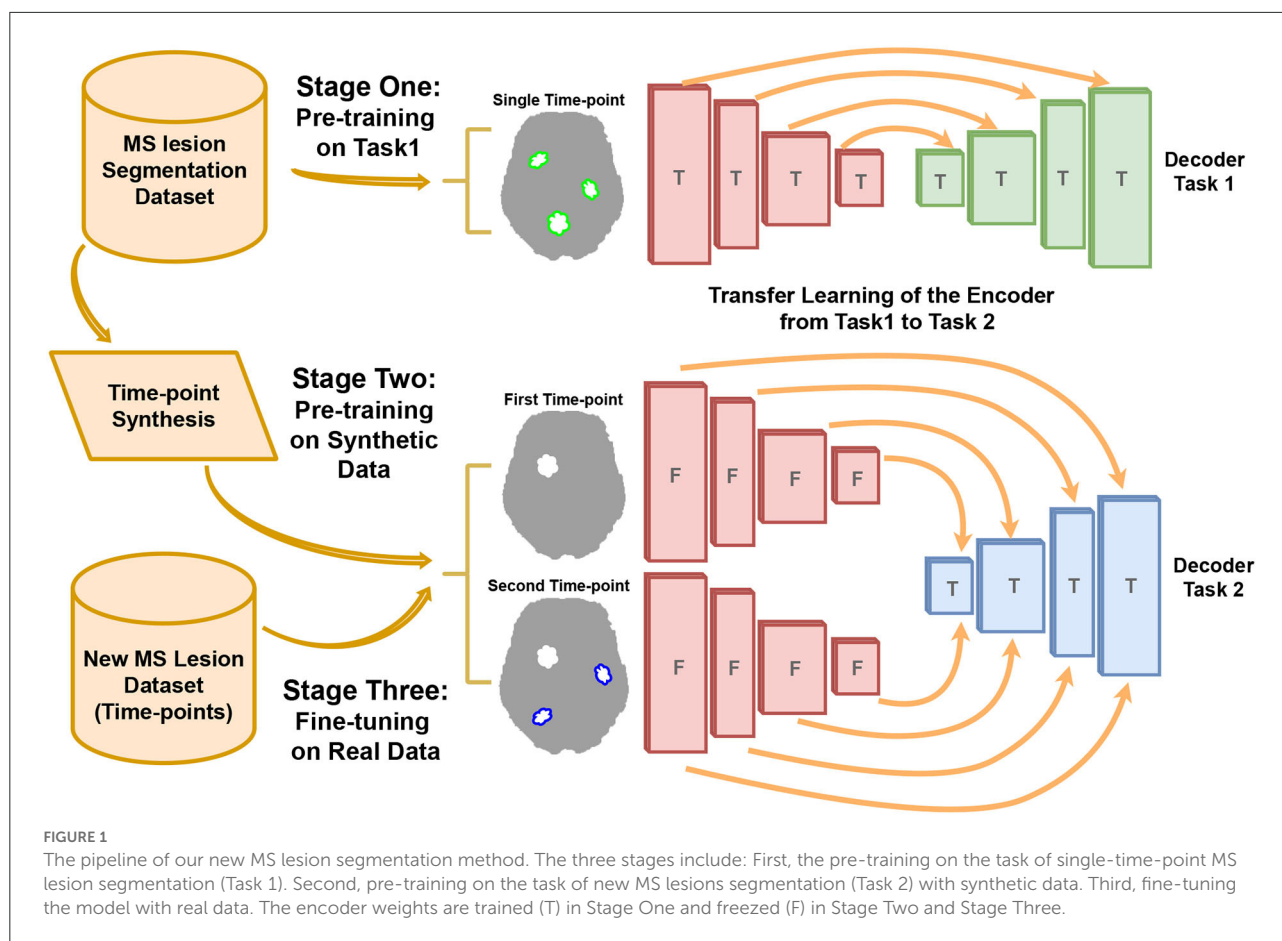 MS lesion
Segmentation
Dataset
Stage One:
Pre-training
on Task1
Single Time-point
T
T
T
T
T
T
T
T
Decoder
Task 1
Transfer Learning of the Encoder
from Task1 to Task 2
Time-point
Synthesis
Stage Two:
Pre-training
on Synthetic
Data
First Time-point
F
F
F
F
New MS Lesion
Dataset
(Time-points)
Stage Three:
Fine-tuning
on Real Data
Second Time-point
F
F
F
F
T
T
T
T
Decoder
Task 2
FIGURE 1
The pipeline of our new MS lesion segmentation method. The three stages include: First, the pre-training on the task of single-time-point MS
lesion segmentation (Task 1). Second, pre-training on the task of new MS lesions segmentation (Task 2) with synthetic data. Third, fine-tuning
the model with real data. The encoder weights are trained (T) in Stage One and freezed (F) in Stage Two and Stage Three.